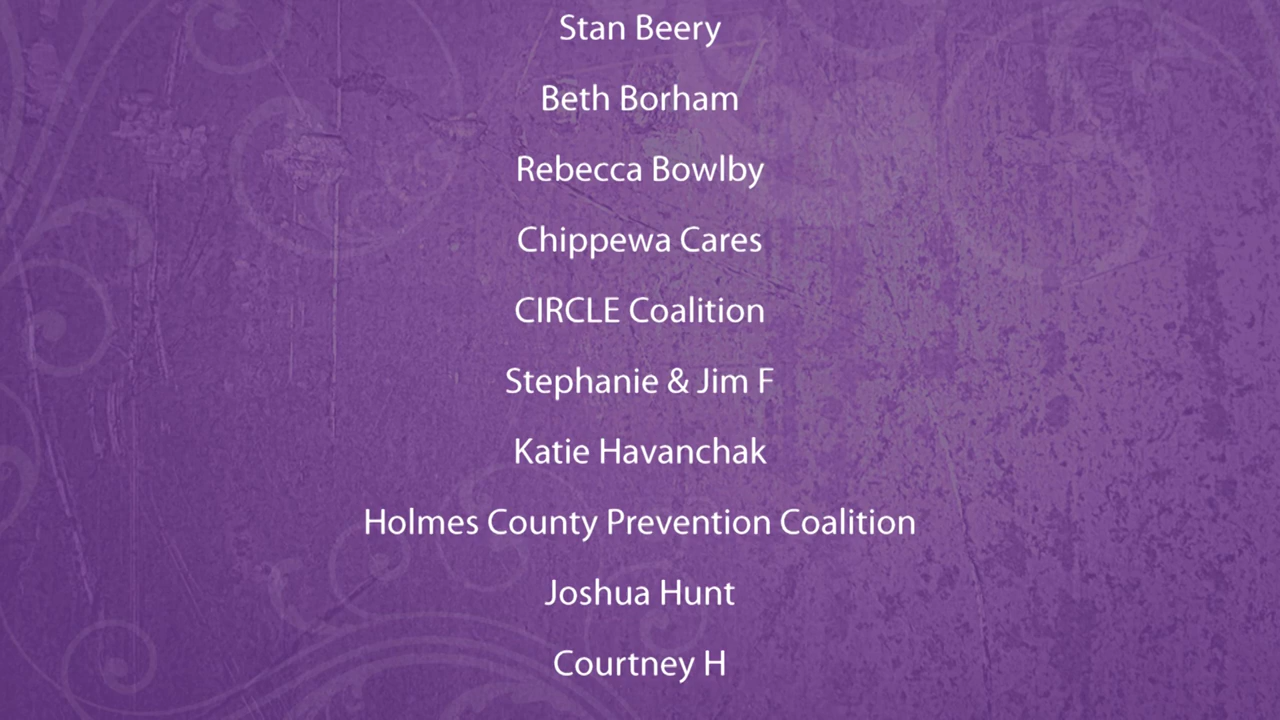 Stan Beery
Beth Borham
Rebecca Bowlby
Chippewa Cares
CIRCLE Coalition
Stephanie & Jim F
Katie Havanchak
Holmes County Prevention Coalition
Joshua Hunt
Courtney H